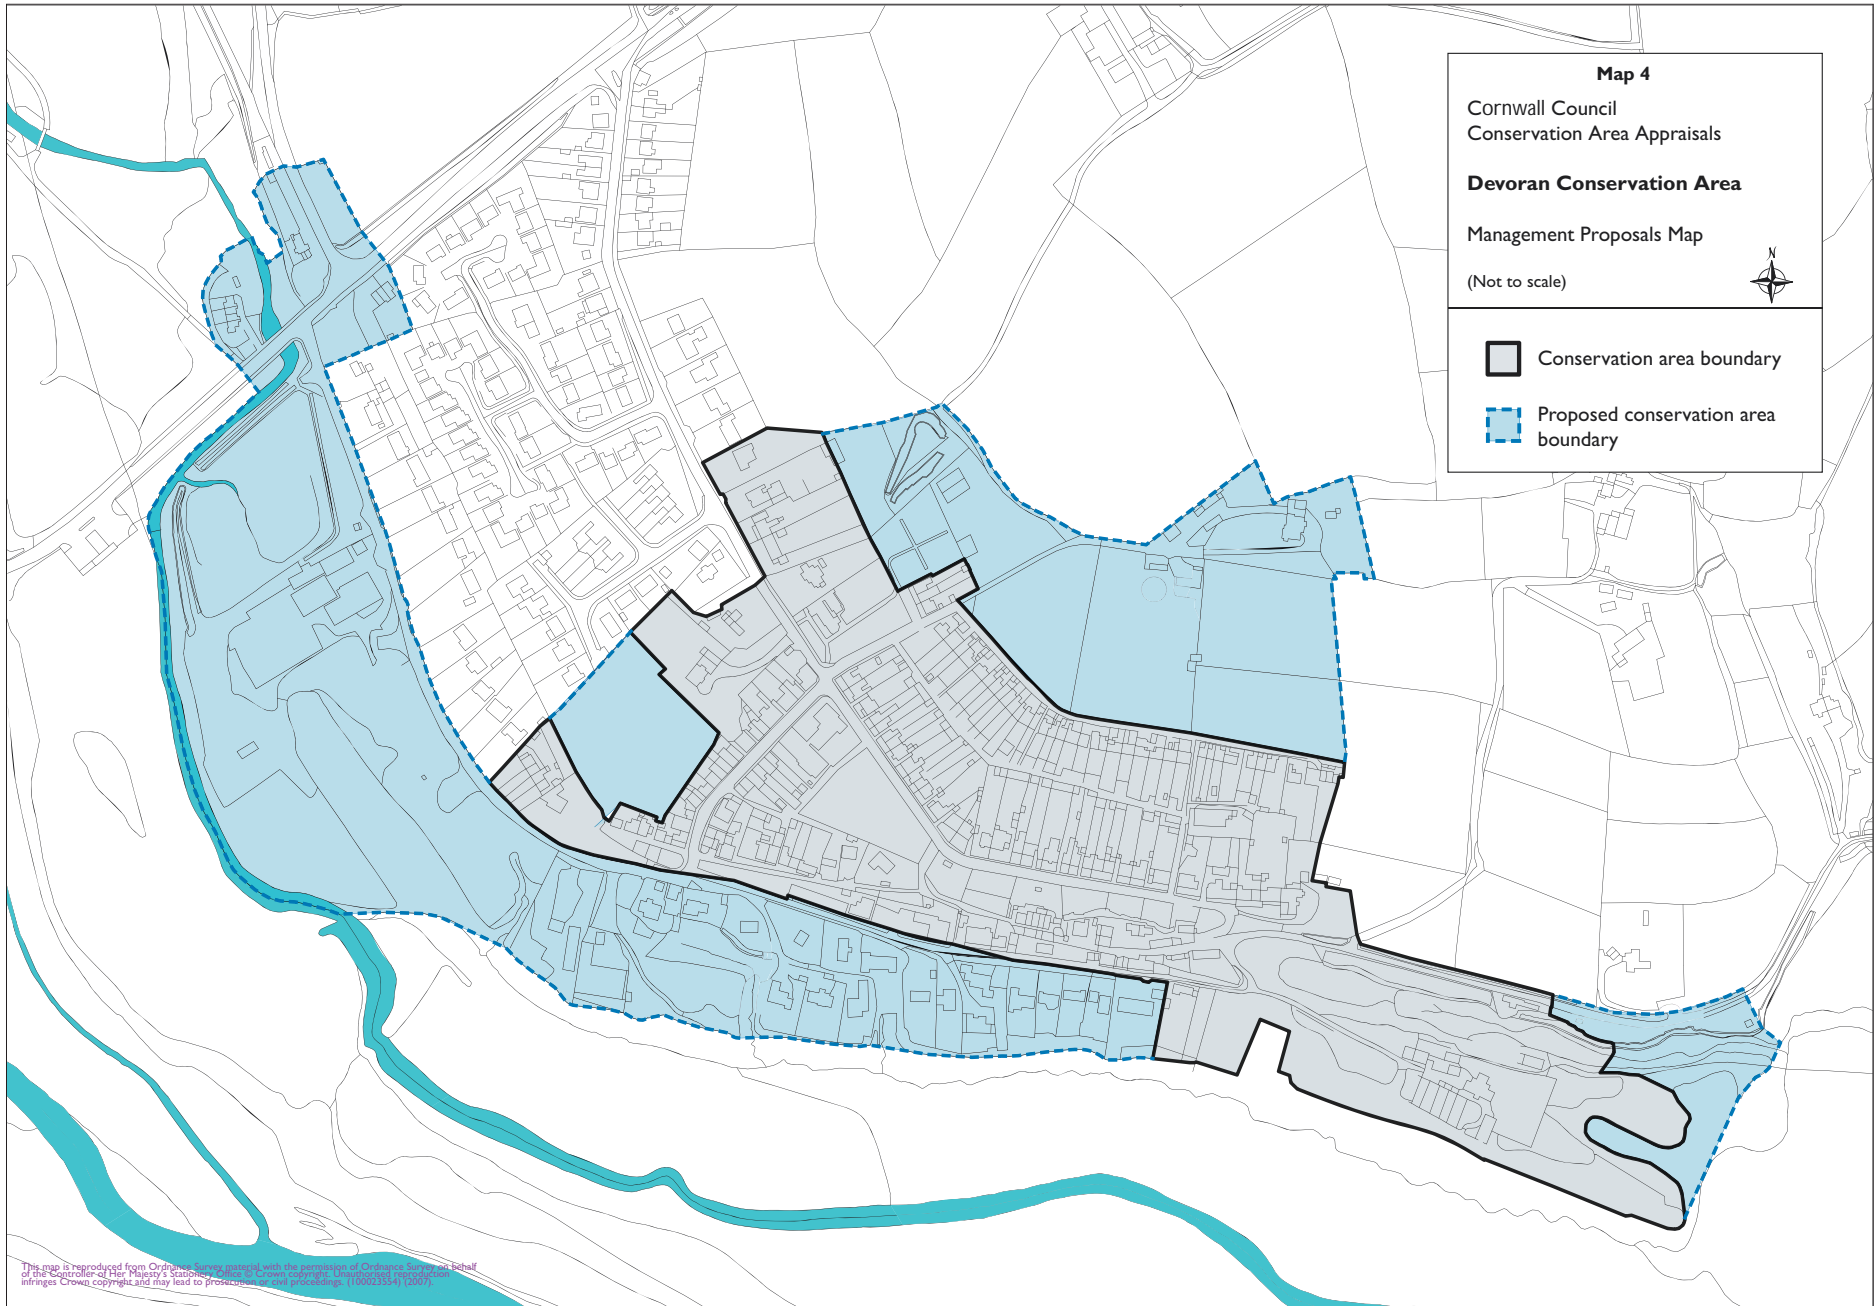 Map 4
Cornwall Council
Conservation Area Appraisals
Devoran Conservation Area
Management Proposals Map
(Not to scale)
N
Conservation area boundary
Proposed conservation area
boundary
This map is reproduced from Ordnance Survey material with the permission of Ordnance Survey on behalf
of the Controller of Her Majesty's Stationery Office © Crown copyright. Unauthorised reproduction
infringes Crown copyright and may lead to prosecution or civil proceedings. (100023554) (2007).